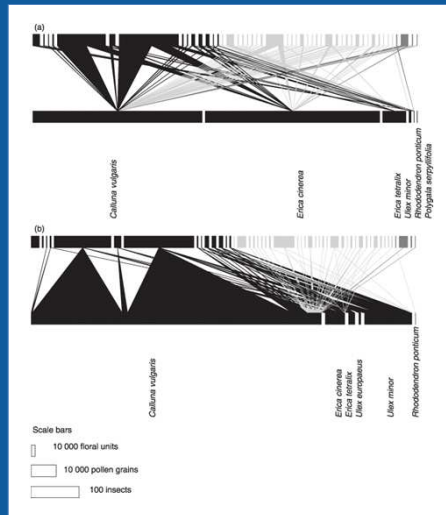 (a)
Calluna vulgaris
Erica cinerea
Erica tetralix
Ulex minor
Rhododendron ponticum
Polygala serpyllifolia
(b)
Calluna vulgaris
Erica cinerea
Erica tetralix
Ulex europaeus
Ulex minor
Rhododendron ponticum
Scale bars
10 000 floral units
10 000 pollen grains
100 insects